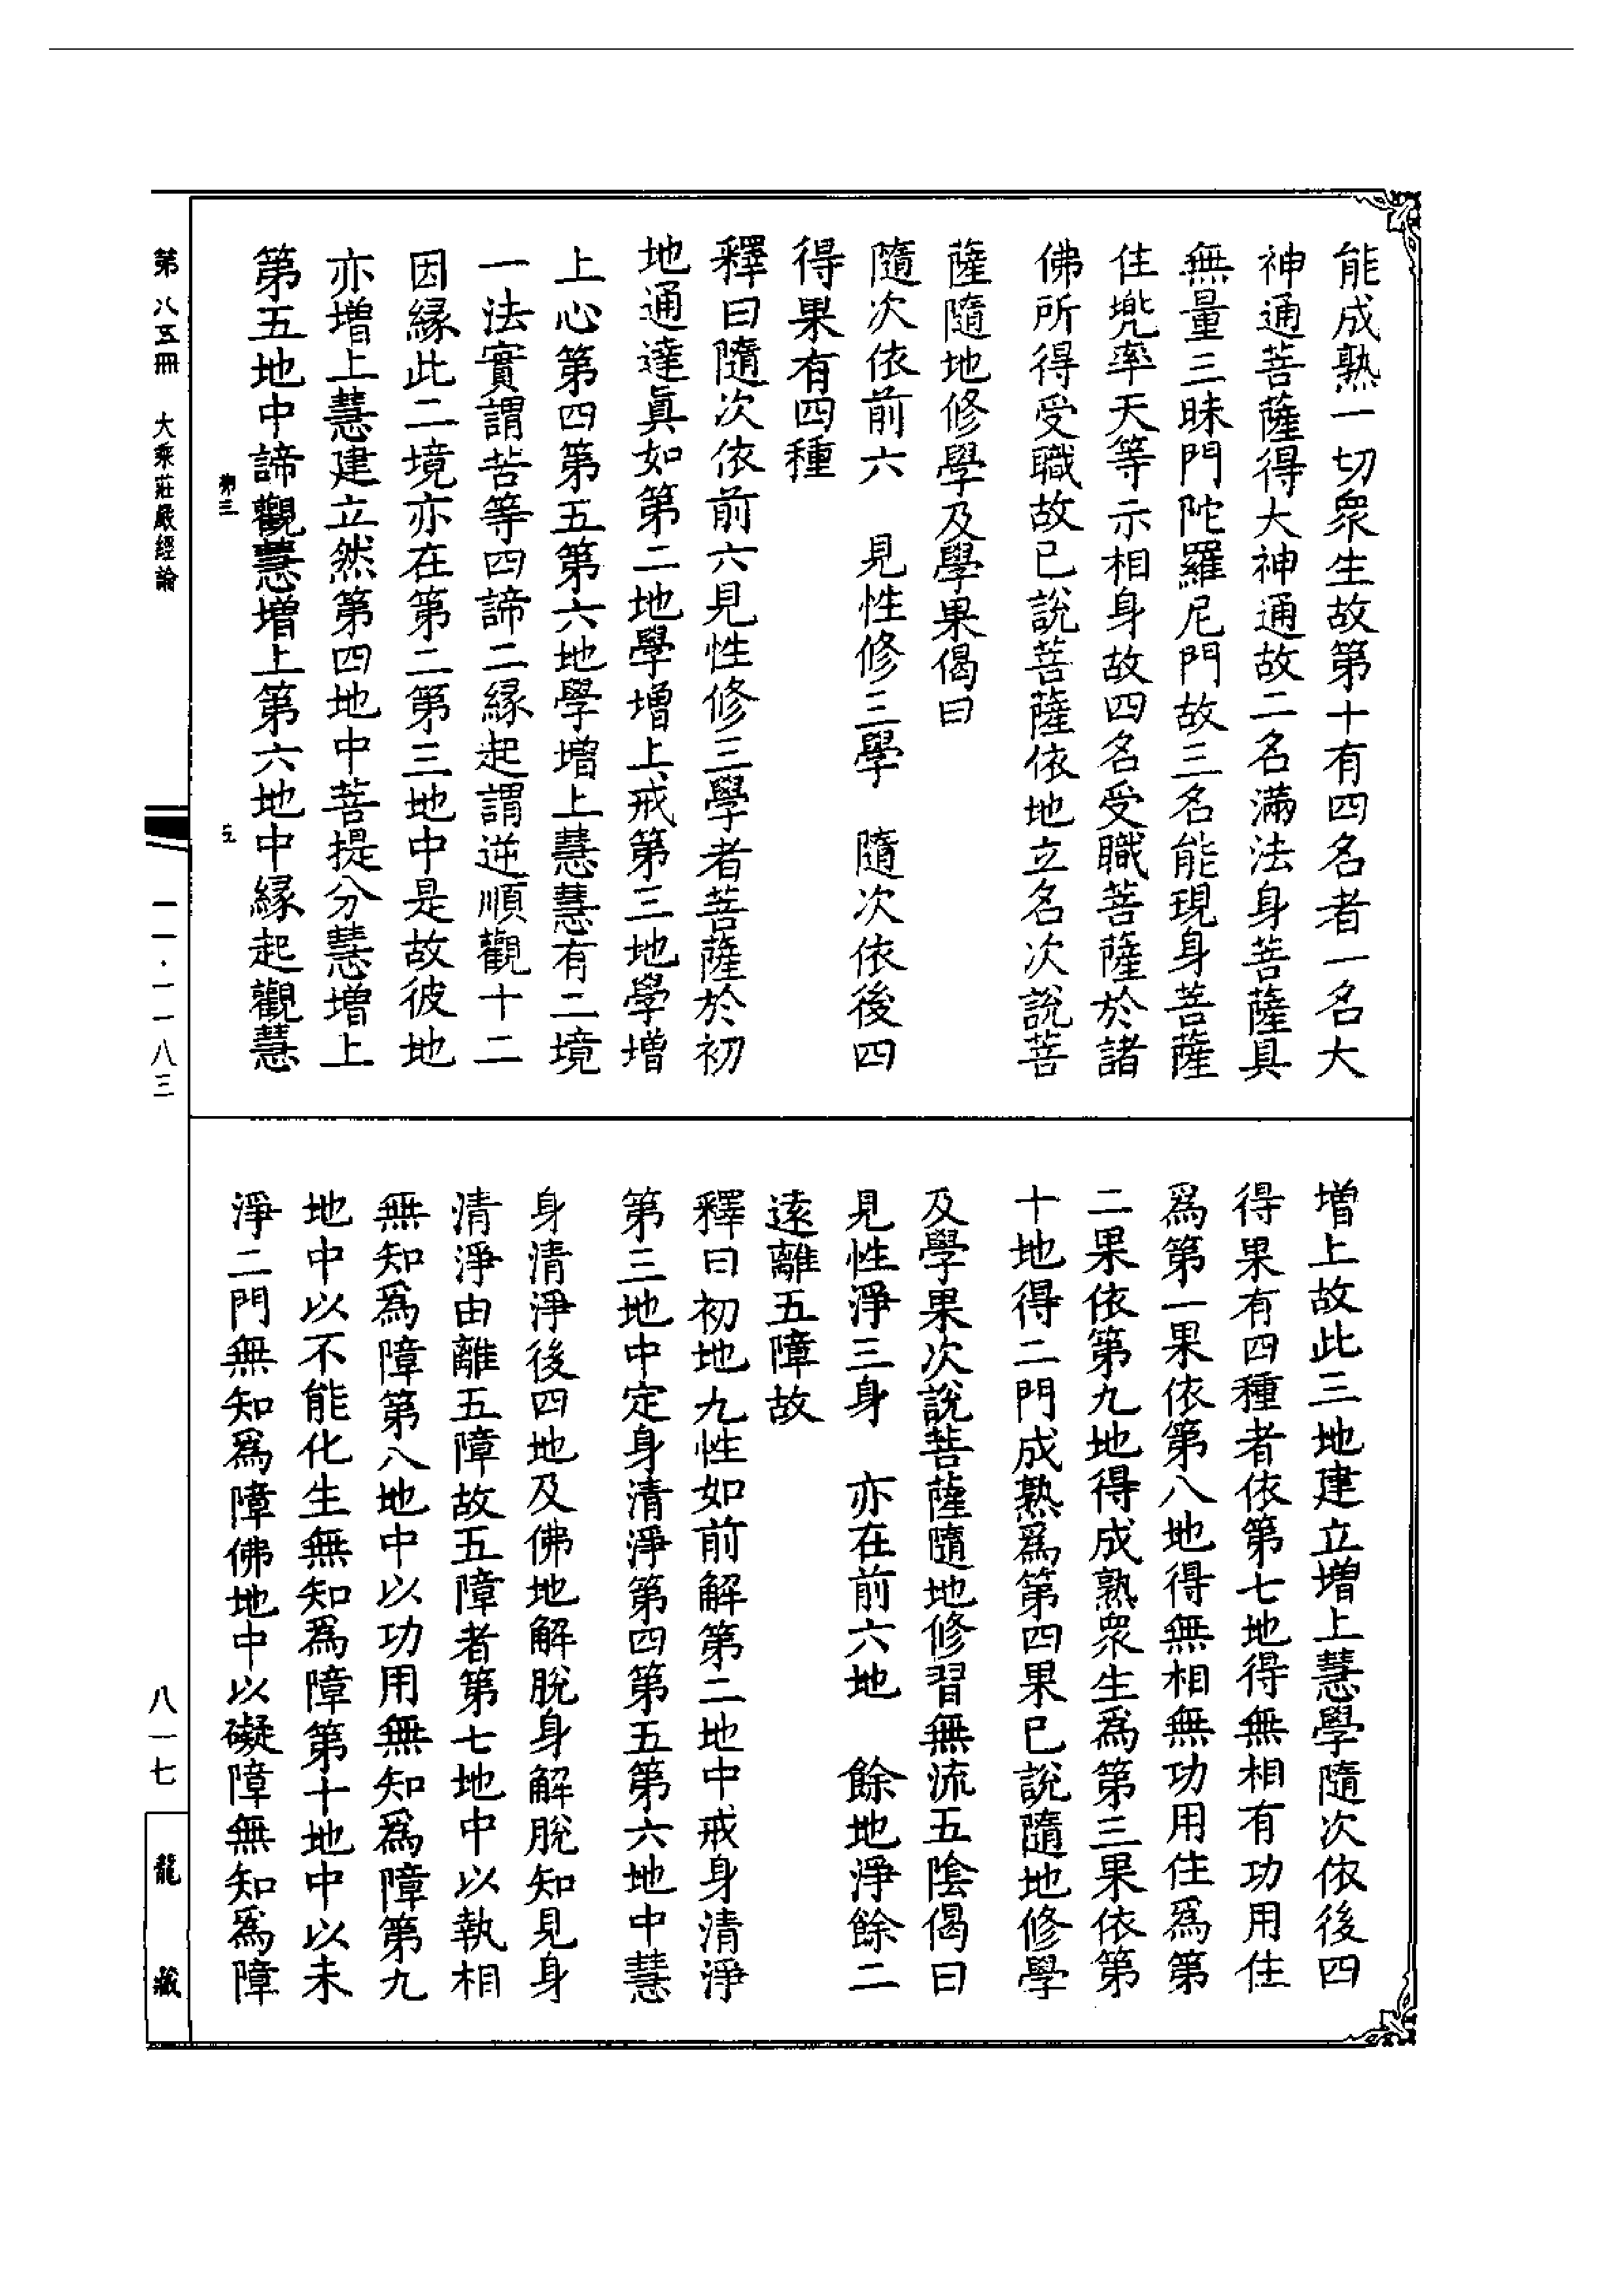 能成熟一切衆生故第十有四名者一名大
神通菩薩得大神通故二名滿法身菩薩具
無量三昧門陀羅尼門故三名能現身菩薩
住兜率天等示相身故四名受職菩薩於諸
佛所得受職故已說菩薩依地立名次說菩
薩隨地修學及學果偈曰
隨次依前六　見性修三學　隨次依後四
得果有四種
釋曰隨次依前六見性修三學者菩薩於初
地通達眞如第二地學增上戒第三地學增
上心第四第五第六地學增上慧慧有二境
一法實謂苦等四諦二緣起謂逆順觀十二
因緣此二境亦在第二第三地中是故彼地
亦增上慧建立然第四地中菩提分慧增上
第五地中諦觀慧增上第六地中緣起觀慧
增上故此三地建立增上慧學隨次依後四
得果有四種者依第七地得無相有功用住
爲第一果依第八地得無相無功用住爲第
二果依第九地得成熟衆生爲第三果依第
十地得二門成熟爲第四果已說隨地修學
及學果次說菩薩隨地修習無流五陰偈曰
見性淨三身　亦在前六地　餘地淨餘二
遠離五障故
釋曰初地九性如前解第二地中戒身清淨
第三地中定身清淨第四第五第六地中慧
身清淨後四地及佛地解脫身解脫知見身
清淨由離五障故五障者第七地中以執相
無知爲障第八地中以功用無知爲障第九
地中以不能化生無知爲障第十地中以未
淨二門無知爲障佛地中以礙障無知爲障
第八五冊　大乘莊嚴經論
第三　五
一一・一一八三
八一七
龍藏